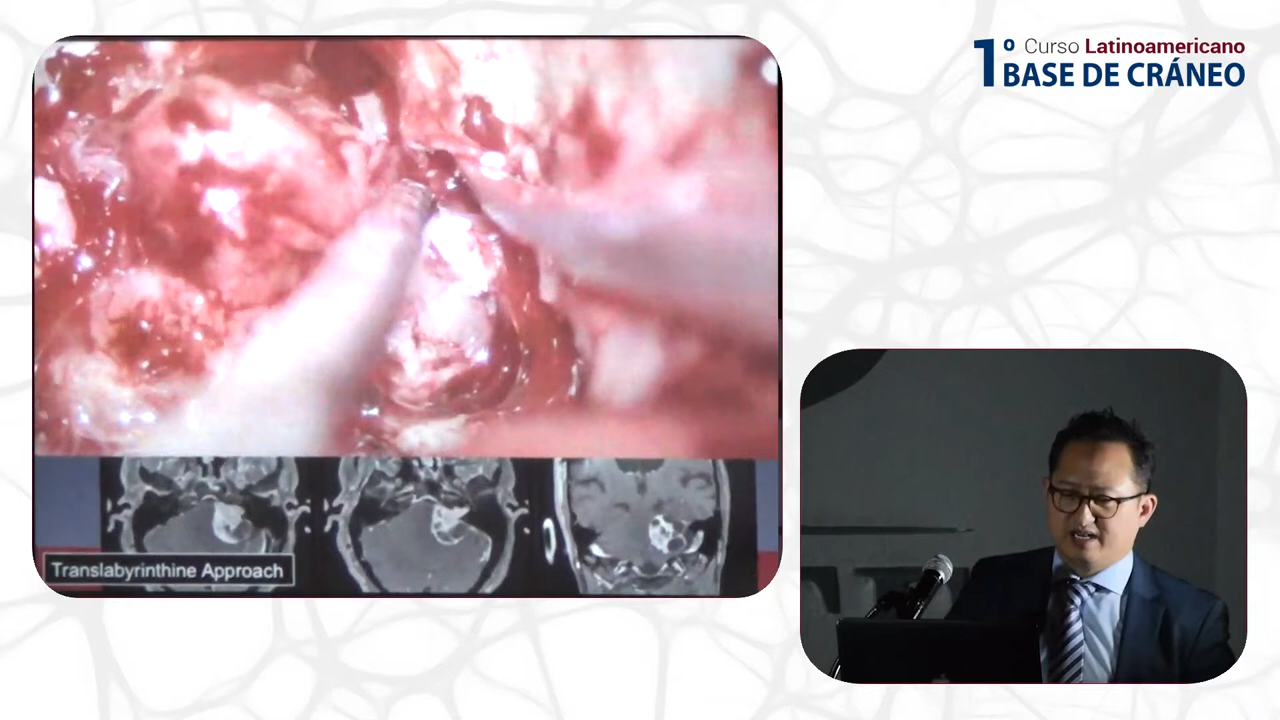 1º Curso Latinoamericano
BASE DE CRÁNEO
Translabyrinthine Approach